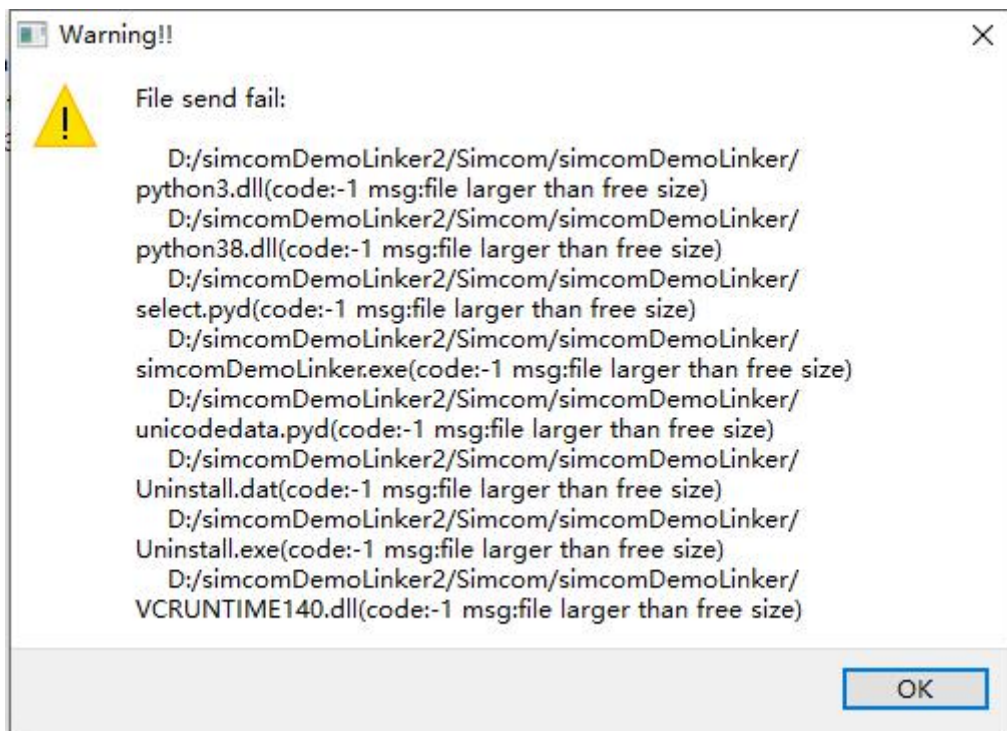 Warning!!
File send fail:
D:/simcomDemoLinker2/Simcom/simcomDemoLinker/
python3.dll(code:-1 msg:file larger than free size)
D:/simcomDemoLinker2/Simcom/simcomDemoLinker/
python38.dll(code:-1 msg:file larger than free size)
D:/simcomDemoLinker2/Simcom/simcomDemoLinker/
select.pyd(code:-1 msg:file larger than free size)
D:/simcomDemoLinker2/Simcom/simcomDemoLinker/
simcomDemoLinker.exe(code:-1 msg:file larger than free size)
D:/simcomDemoLinker2/Simcom/simcomDemoLinker/
unicodedata.pyd(code:-1 msg:file larger than free size)
D:/simcomDemoLinker2/Simcom/simcomDemoLinker/
Uninstall.dat(code:-1 msg:file larger than free size)
D:/simcomDemoLinker2/Simcom/simcomDemoLinker/
Uninstall.exe(code:-1 msg:file larger than free size)
D:/simcomDemoLinker2/Simcom/simcomDemoLinker/
VCRUNTIME140.dll(code:-1 msg:file larger than free size)
OK